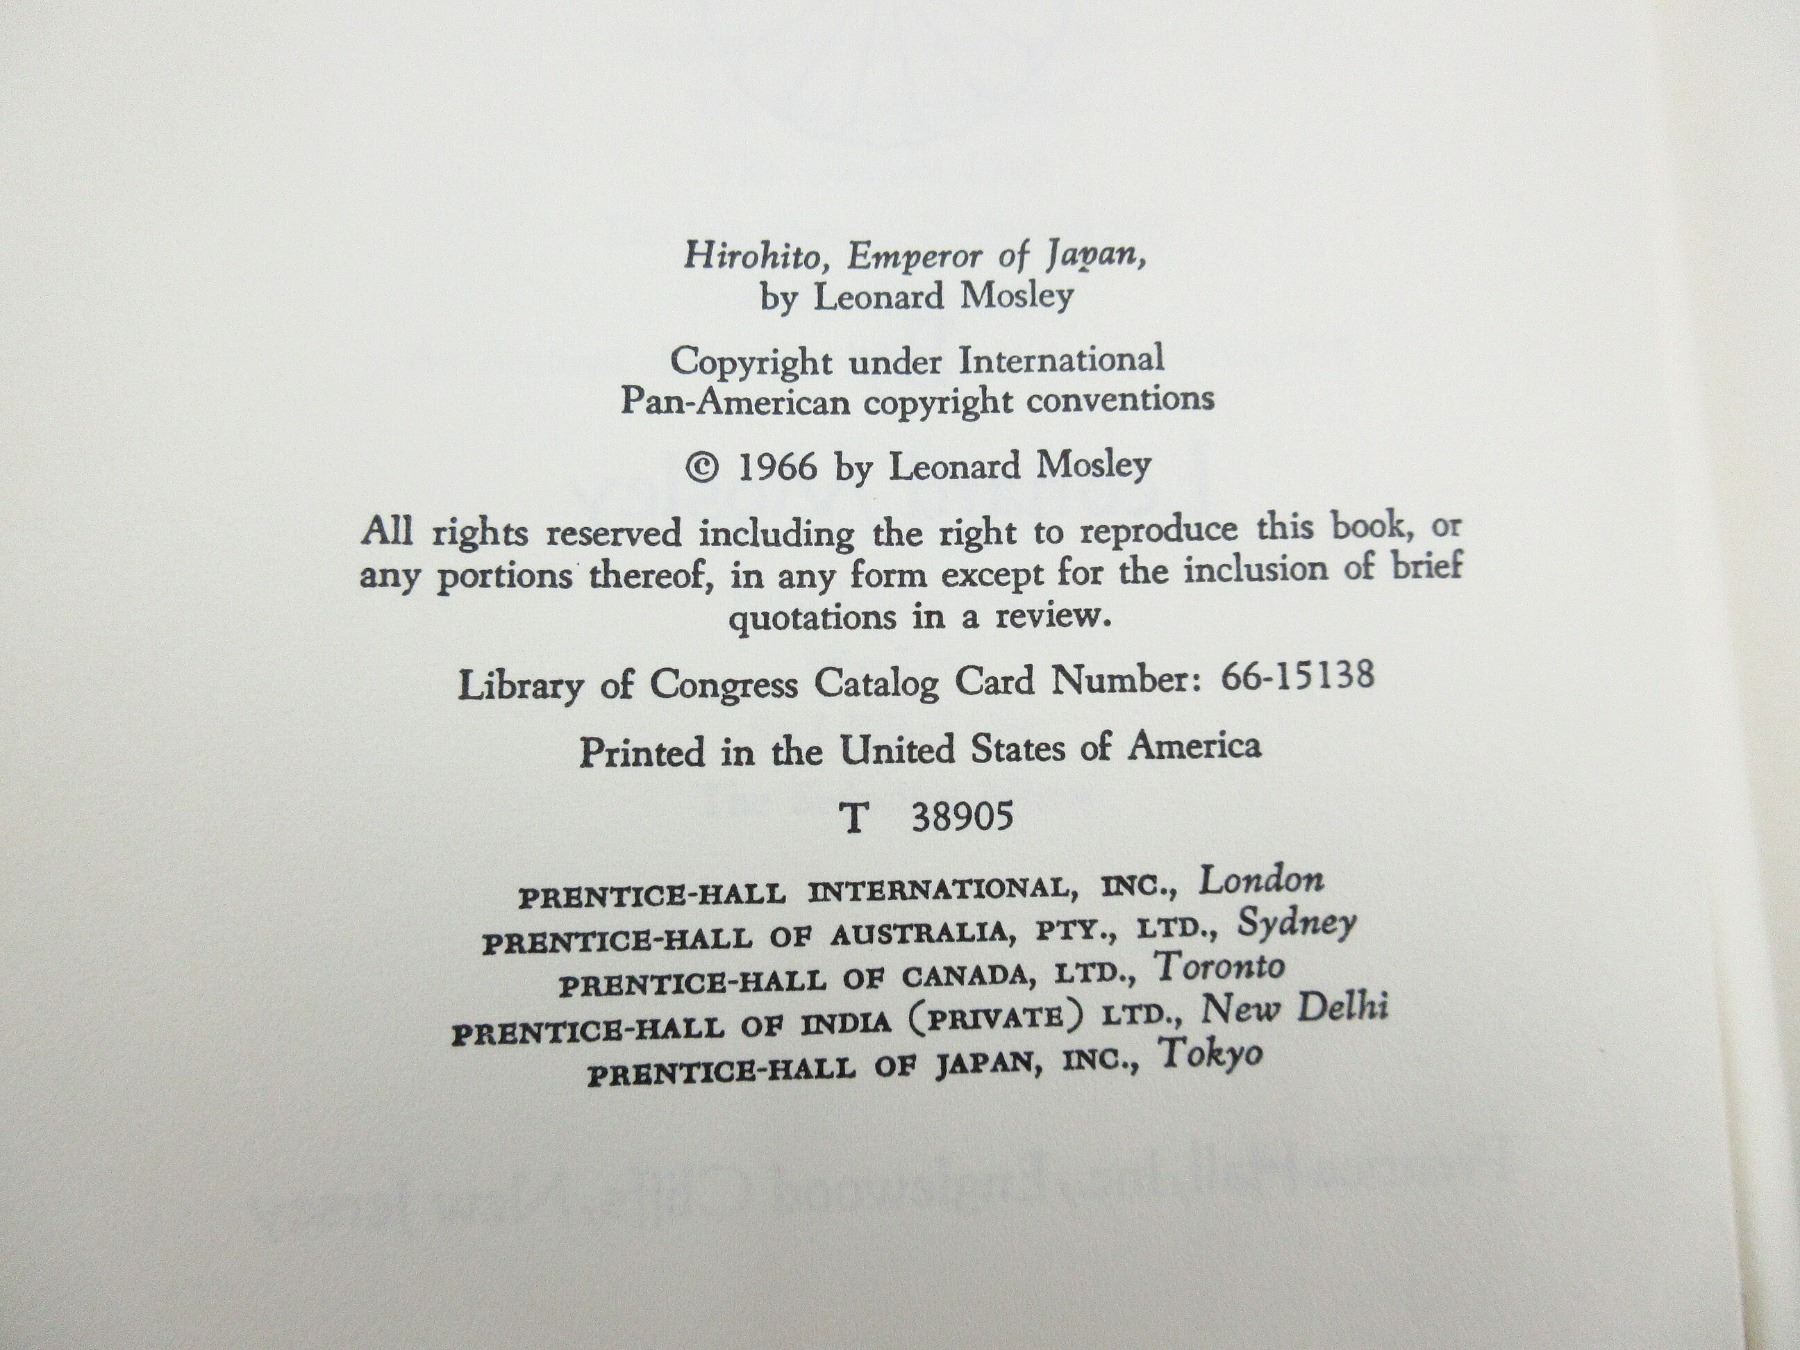 Hirohito, Emperor of Japan,
by Leonard Mosley
Copyright under International
Pan-American copyright conventions
© 1966 by Leonard Mosley
All rights reserved including the right to reproduce this book, or
any portions thereof, in any form except for the inclusion of brief
quotations in a review.
Library of Congress Catalog Card Number: 66-15138
Printed in the United States of America
T 38905
PRENTICE-HALL INTERNATIONAL, INC., London
PRENTICE-HALL OF AUSTRALIA, PTY., LTD., Sydney
PRENTICE-HALL OF CANADA, LTD., Toronto
PRENTICE-HALL OF INDIA (PRIVATE) LTD., New Delhi
PRENTICE-HALL OF JAPAN, INC., Tokyo